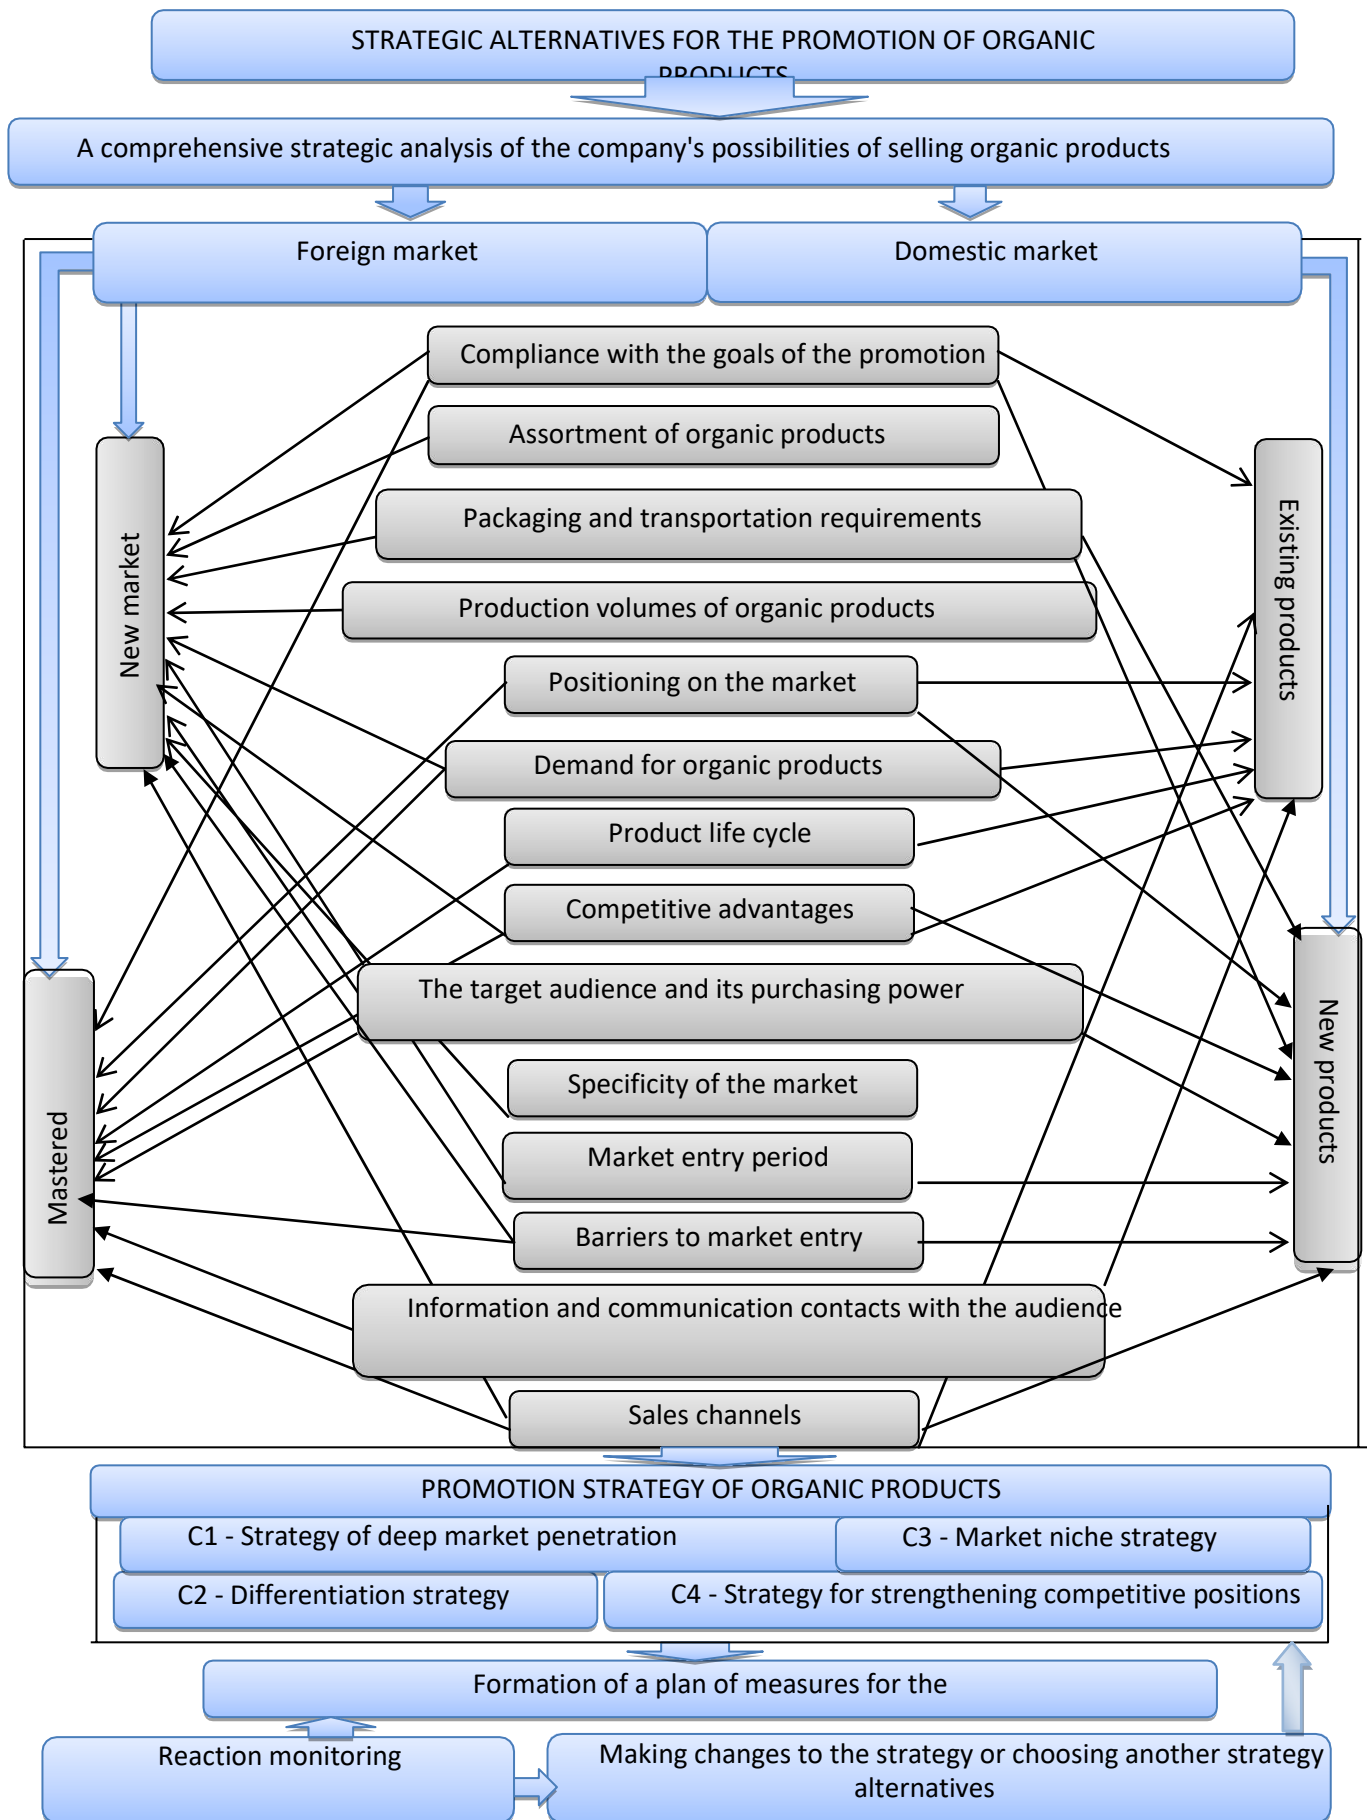 STRATEGIC ALTERNATIVES FOR THE PROMOTION OF ORGANIC
PRODUCTS
A comprehensive strategic analysis of the company's possibilities of selling organic products
Foreign market
Domestic market
Compliance with the goals of the promotion
Assortment of organic products
Packaging and transportation requirements
Production volumes of organic products
Positioning on the market
Demand for organic products
Product life cycle
Competitive advantages
The target audience and its purchasing power
Specificity of the market
Market entry period
Barriers to market entry
Information and communication contacts with the audience
Sales channels
New market
Mastered
Existing products
New products
PROMOTION STRATEGY OF ORGANIC PRODUCTS
C1 - Strategy of deep market penetration
C3 - Market niche strategy
C2 - Differentiation strategy
C4 - Strategy for strengthening competitive positions
Formation of a plan of measures for the
Reaction monitoring
Making changes to the strategy or choosing another strategy
alternatives